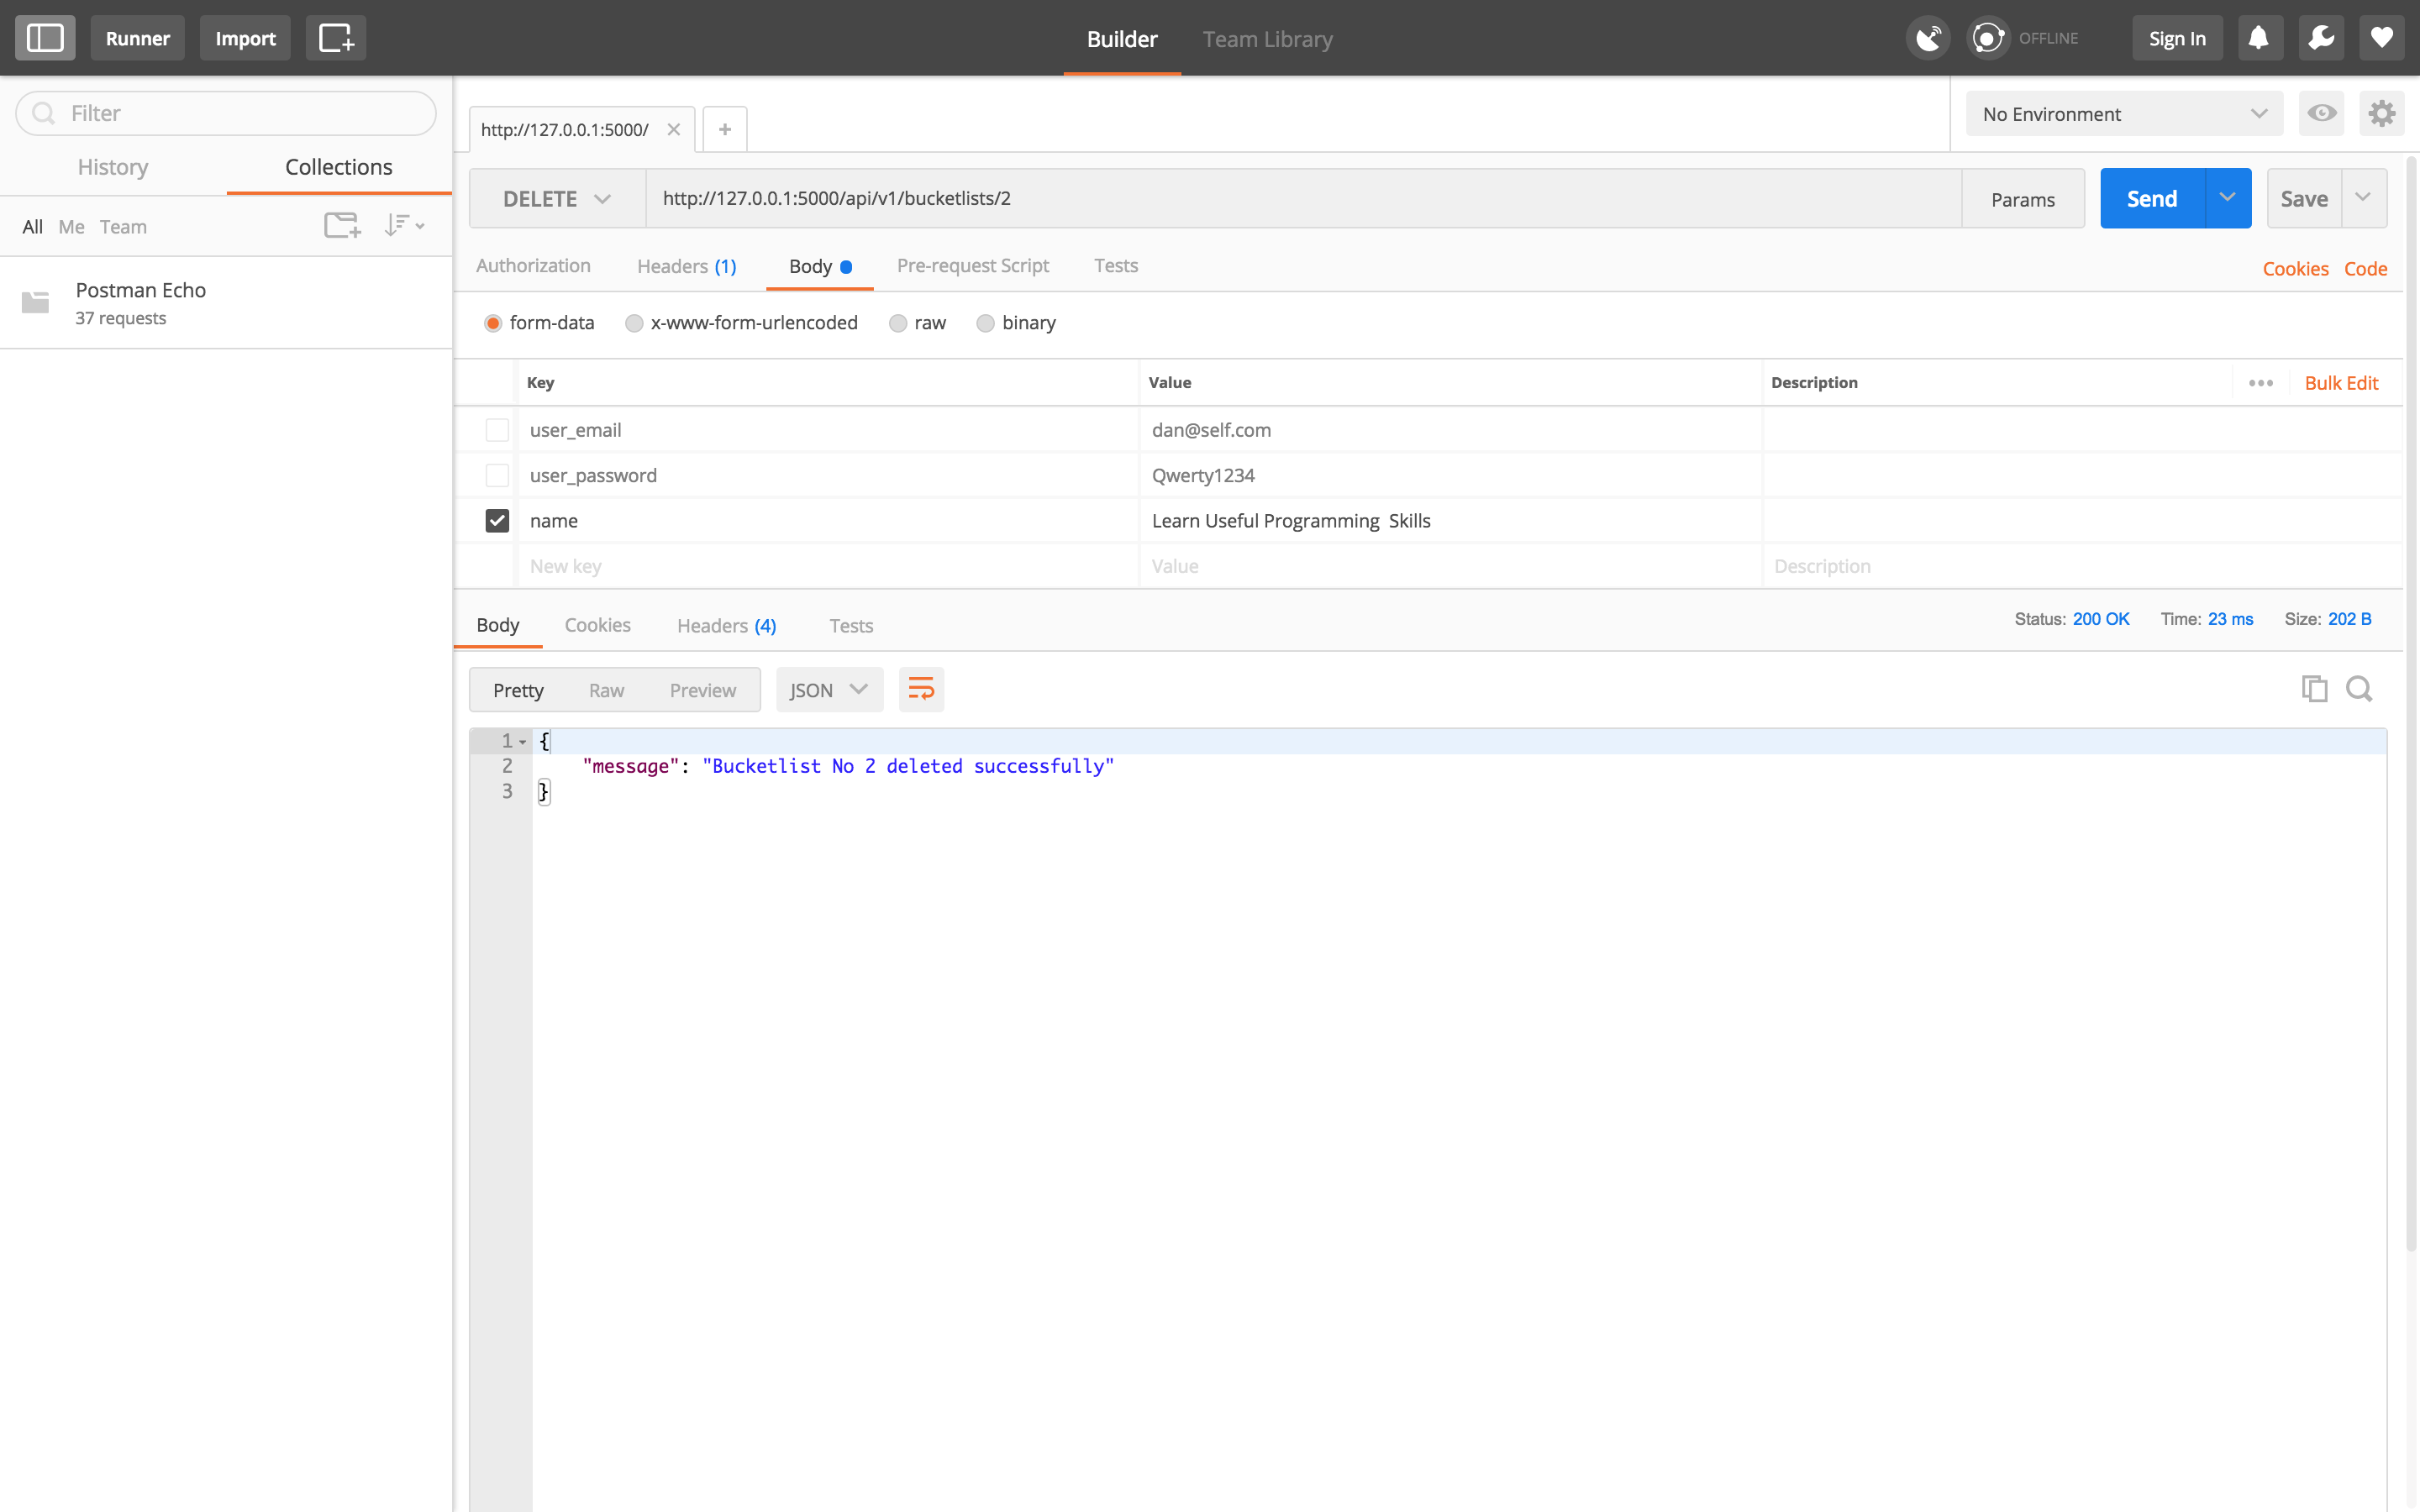 Runner Import Builder Team Library OFFLINE Sign In
Filter
History Collections
All Me Team
Postman Echo
37 requests
http://127.0.0.1:5000/
No Environment
DELETE http://127.0.0.1:5000/api/v1/bucketlists/2 Params Send Save
Authorization Headers (1) Body Pre-request Script Tests Cookies Code
form-data x-www-form-urlencoded raw binary
Key Value Description Bulk Edit
user_email dan@self.com
user_password Qwerty1234
name Learn Useful Programming  Skills
New key Value Description
Body Cookies Headers (4) Tests Status: 200 OK Time: 23 ms Size: 202 B
Pretty Raw Preview JSON
1 {
2 "message": "Bucketlist No 2 deleted successfully"
3 }